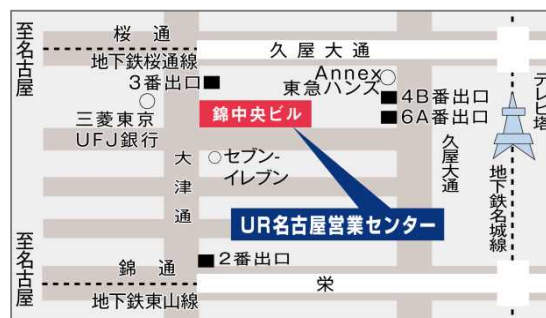 至名古屋
桜通
久屋大通
地下鉄桜通線
3番出口
Annex
東急ハンズ
テレビ塔
三菱東京
UFJ銀行
錦中央ビル
4B番出口
6A番出口
大津通
セブン-
イレブン
久屋大通
地下鉄名城線
UR名古屋営業センター
至名古屋
2番出口
錦通
栄
地下鉄東山線